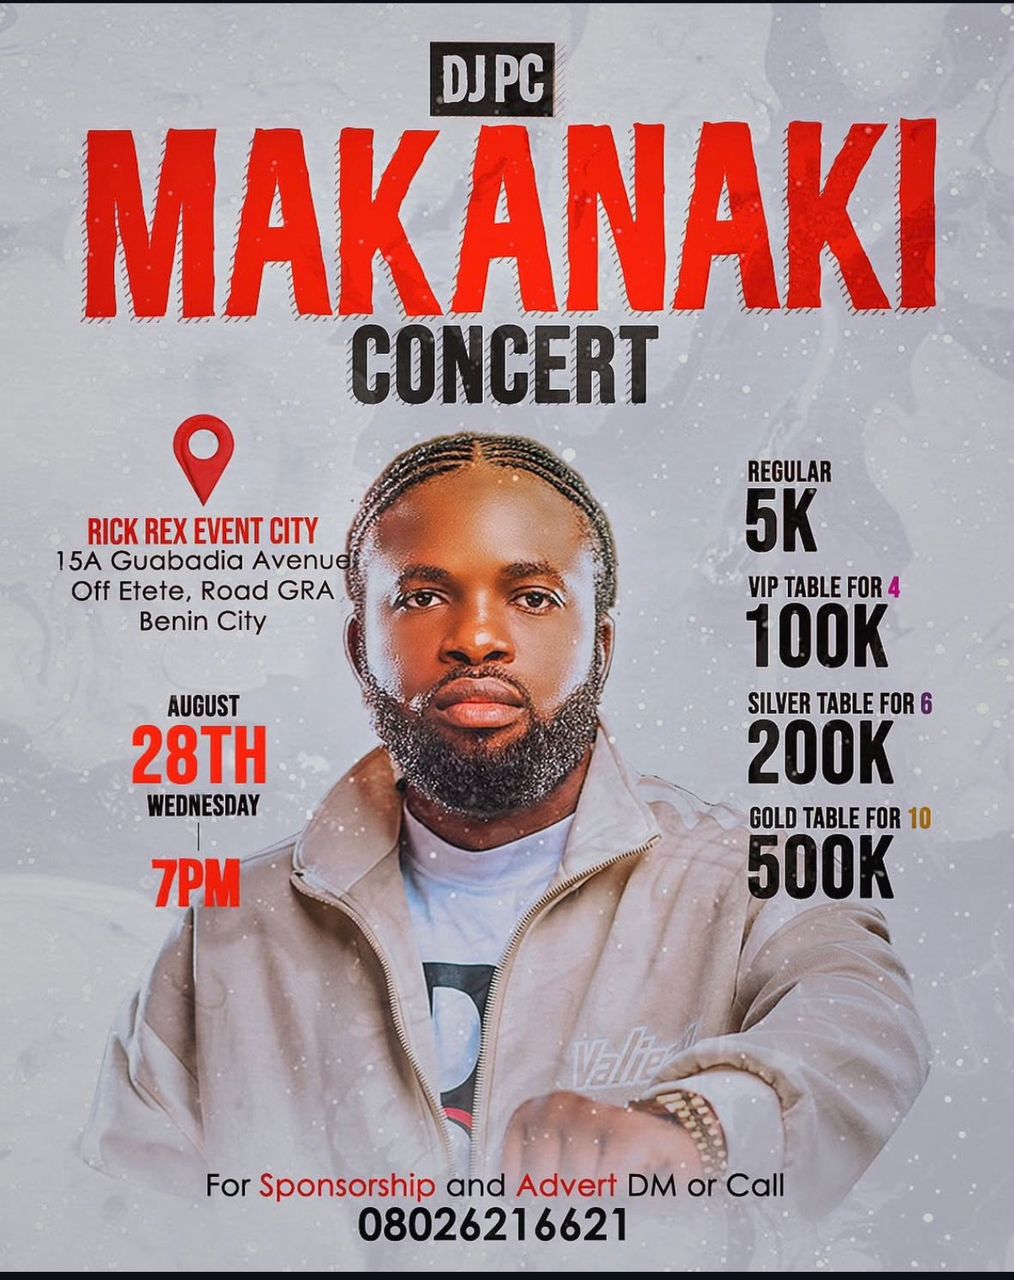 DJ PC
MAKANAKI
CONCERT
RICK REX EVENT CITY
15A Guabadia Avenue
Off Etete, Road GRA
Benin City
AUGUST
28TH
WEDNESDAY
7PM
REGULAR
5K
VIP TABLE FOR 4
100K
SILVER TABLE FOR 6
200K
GOLD TABLE FOR 10
500K
For Sponsorship and Advert DM or Call
08026216621